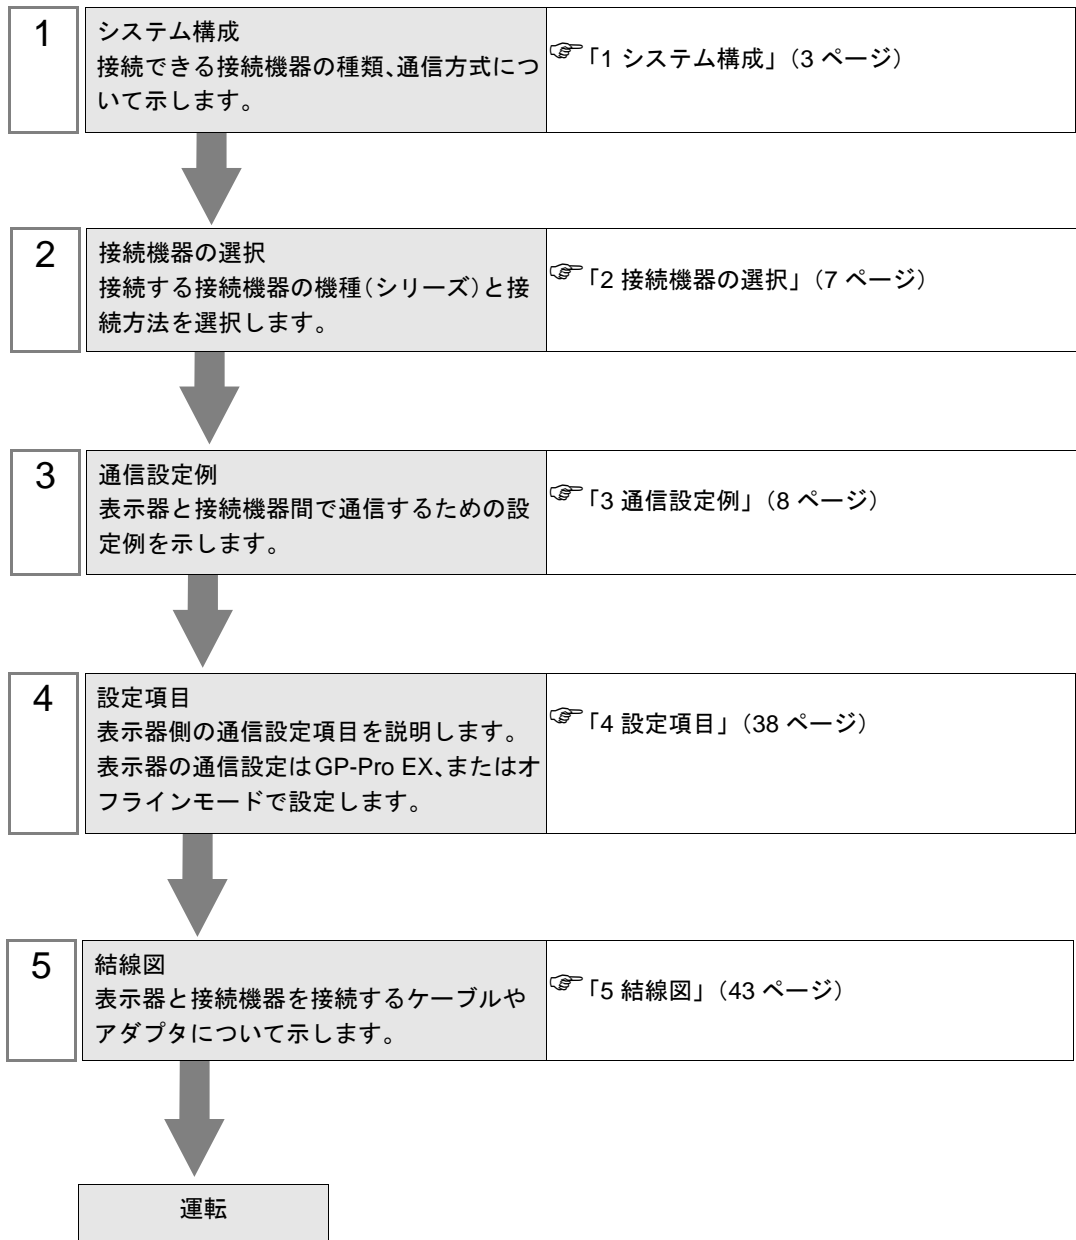 1
システム構成
接続できる接続機器の種類、通信方式につ
いて示します。
「1 システム構成」（3 ページ）
2
接続機器の選択
接続する接続機器の機種（シリーズ）と接
続方法を選択します。
「2 接続機器の選択」（7 ページ）
3
通信設定例
表示器と接続機器間で通信するための設
定例を示します。
「3 通信設定例」（8 ページ）
4
設定項目
表示器側の通信設定項目を説明します。
表示器の通信設定はGP-Pro EX、またはオ
フラインモードで設定します。
「4 設定項目」（38 ページ）
5
結線図
表示器と接続機器を接続するケーブルや
アダプタについて示します。
「5 結線図」（43 ページ）
運転